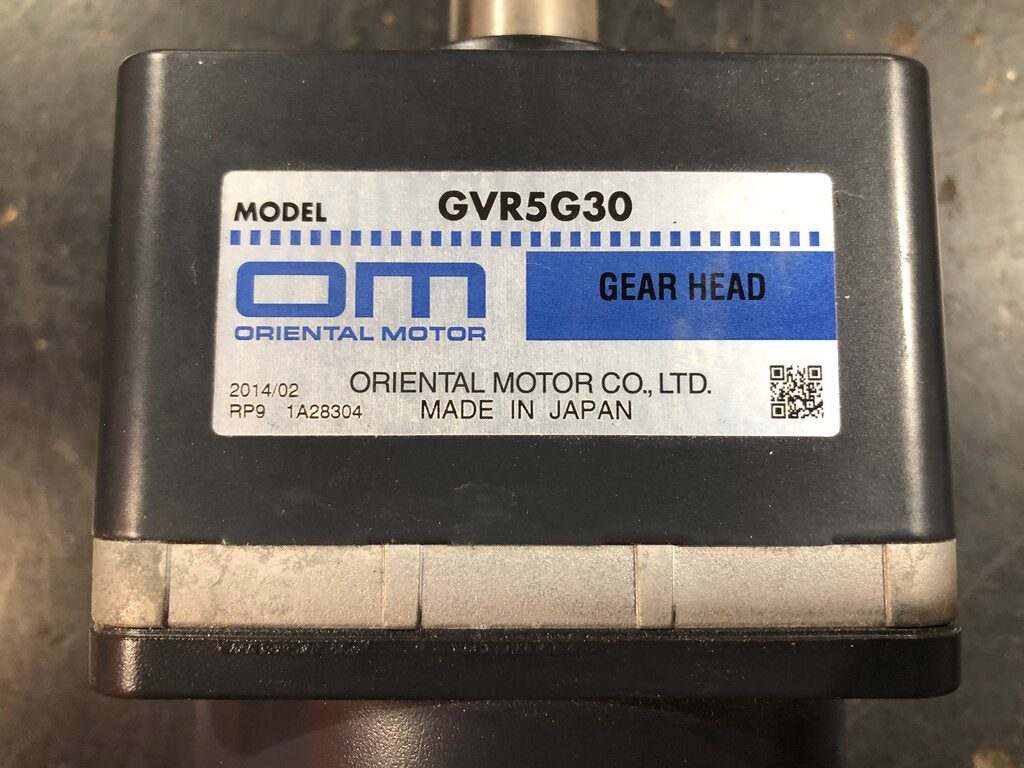 MODEL GVR5G30
OM
ORIENTAL MOTOR
GEAR HEAD
ORIENTAL MOTOR CO., LTD.
MADE IN JAPAN
2014/02
RP9 1A28304